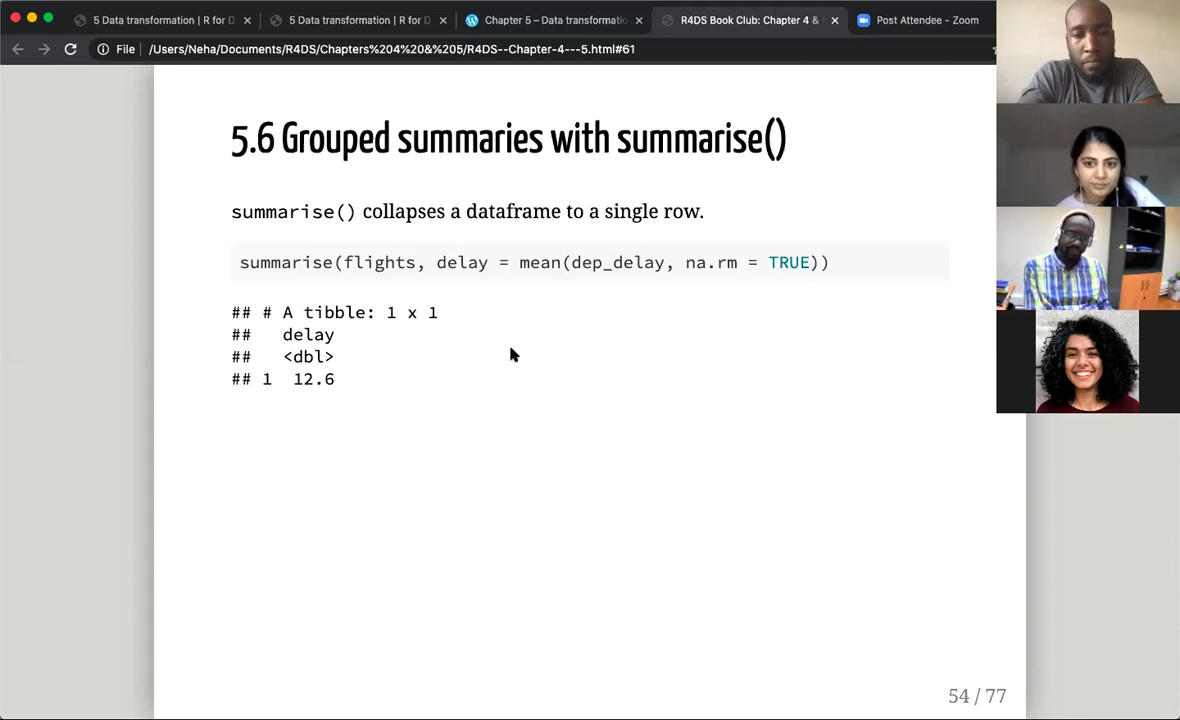 5 Data transformation | R for D
5 Data transformation | R for D
Chapter 5 – Data transformatio
R4DS Book Club: Chapter 4 &
Post Attendee - Zoom
File
/Users/Neha/Documents/R4DS/Chapters%204%20&%205/R4DS--Chapter-4---5.html#61
5.6 Grouped summaries with summarise()
summarise() collapses a dataframe to a single row.
summarise(flights, delay = mean(dep_delay, na.rm = TRUE))
## # A tibble: 1 x 1
##   delay
##   <dbl>
## 1  12.6
54 / 77